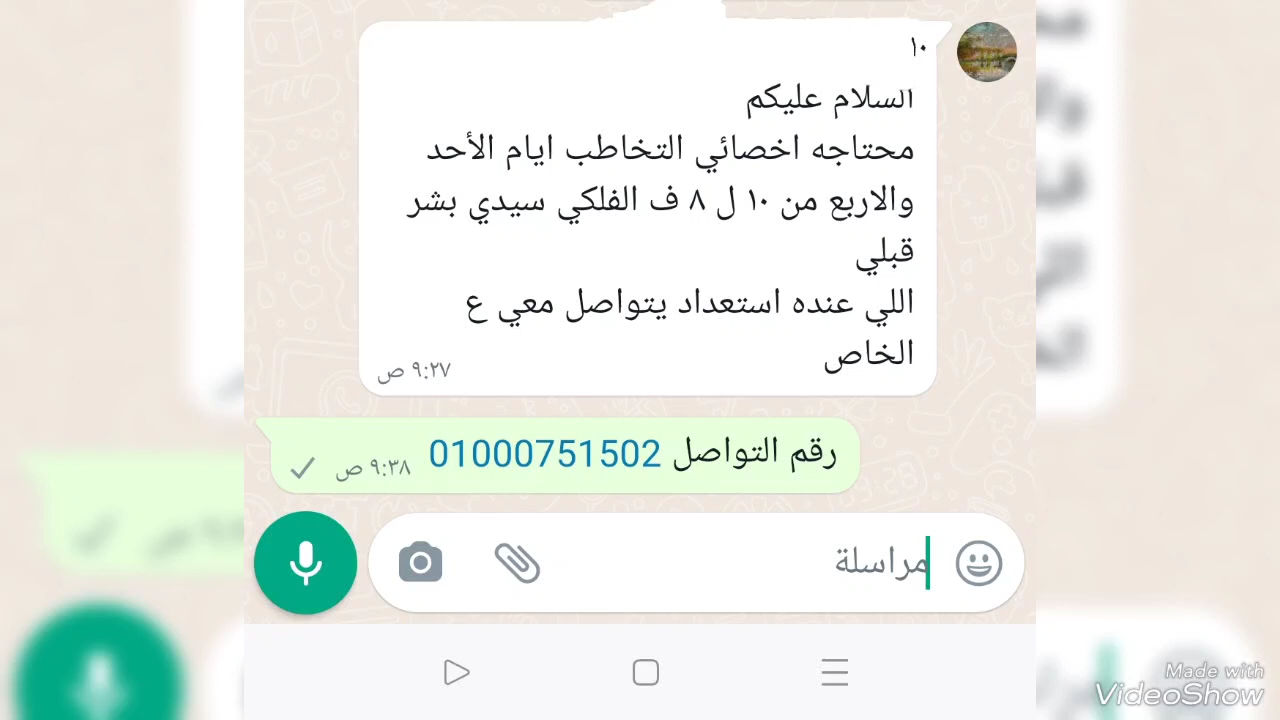 ١٠
السلام عليكم
محتاجه اخصائي التخاطب ايام الأحد
والاربع من ١٠ ل ٨ ف الفلكي سيدي بشر
قبلي
اللي عنده استعداد يتواصل معي ع
الخاص
٩:٢٧ ص
رقم التواصل 01000751502
٩:٣٨ ص
مراسلة
Made with
VideoShow